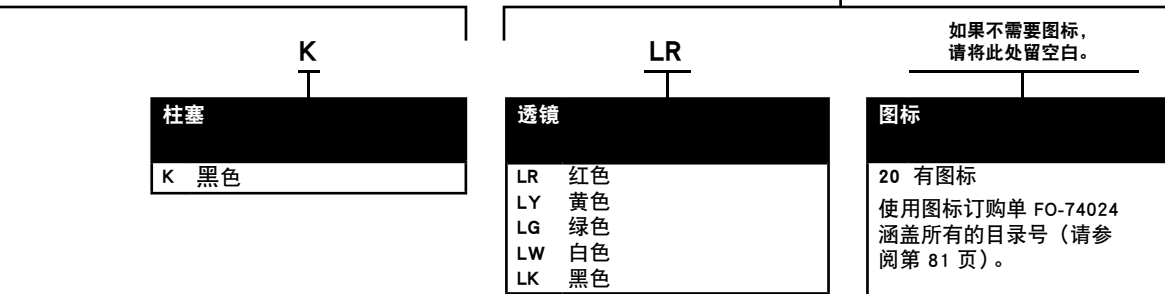 K
LR
如果不需要图标，
请将此处留空白。
柱塞
K 黑色
透镜
LR 红色
LY 黄色
LG 绿色
LW 白色
LK 黑色
图标
20 有图标
使用图标订购单 FO-74024
涵盖所有的目录号（请参
阅第 81 页）。